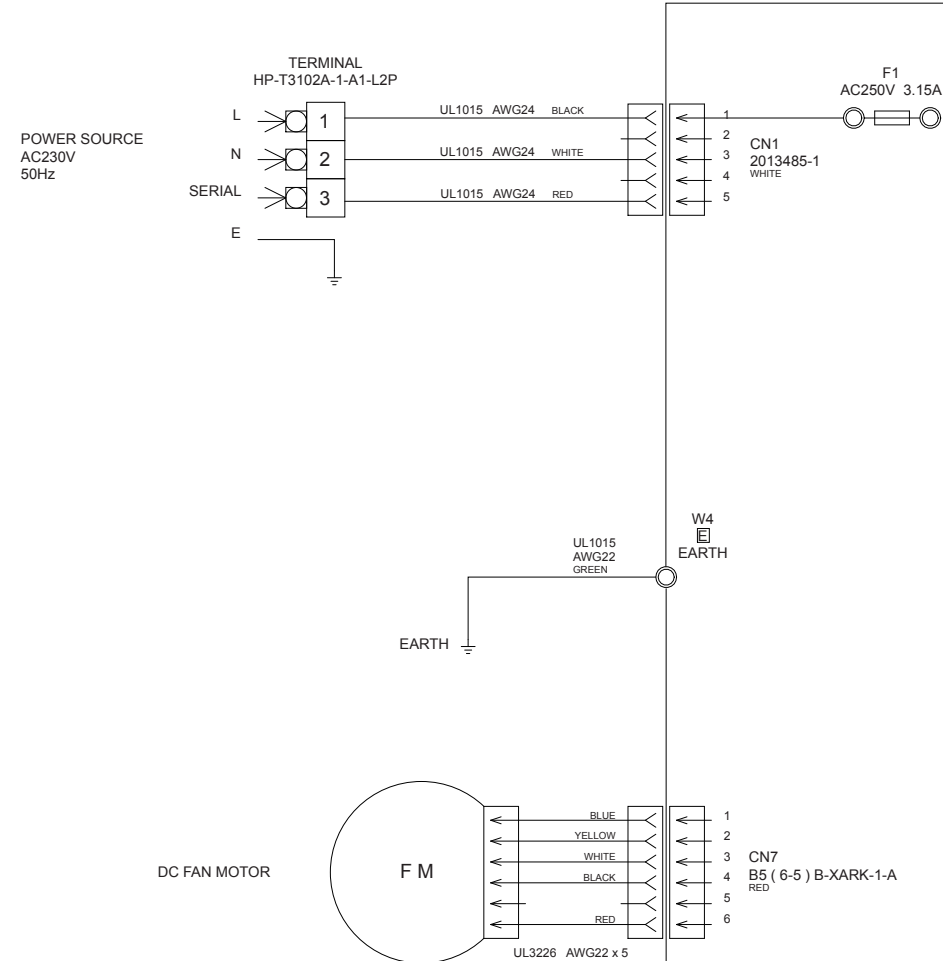 TERMINAL
HP-T3102A-1-A1-L2P
F1
AC250V 3.15A
POWER SOURCE
AC230V
50Hz
L
1
UL1015 AWG24 BLACK
N
2
UL1015 AWG24 WHITE
SERIAL
3
UL1015 AWG24 RED
E
1
2
3
4
5
CN1
2013485-1
WHITE
W4
E
EARTH
UL1015
AWG22
GREEN
EARTH
DC FAN MOTOR
F M
BLUE
YELLOW
WHITE
BLACK
RED
1
2
3
4
5
6
CN7
B5 ( 6-5 ) B-XARK-1-A
RED
UL3226 AWG22 x 5